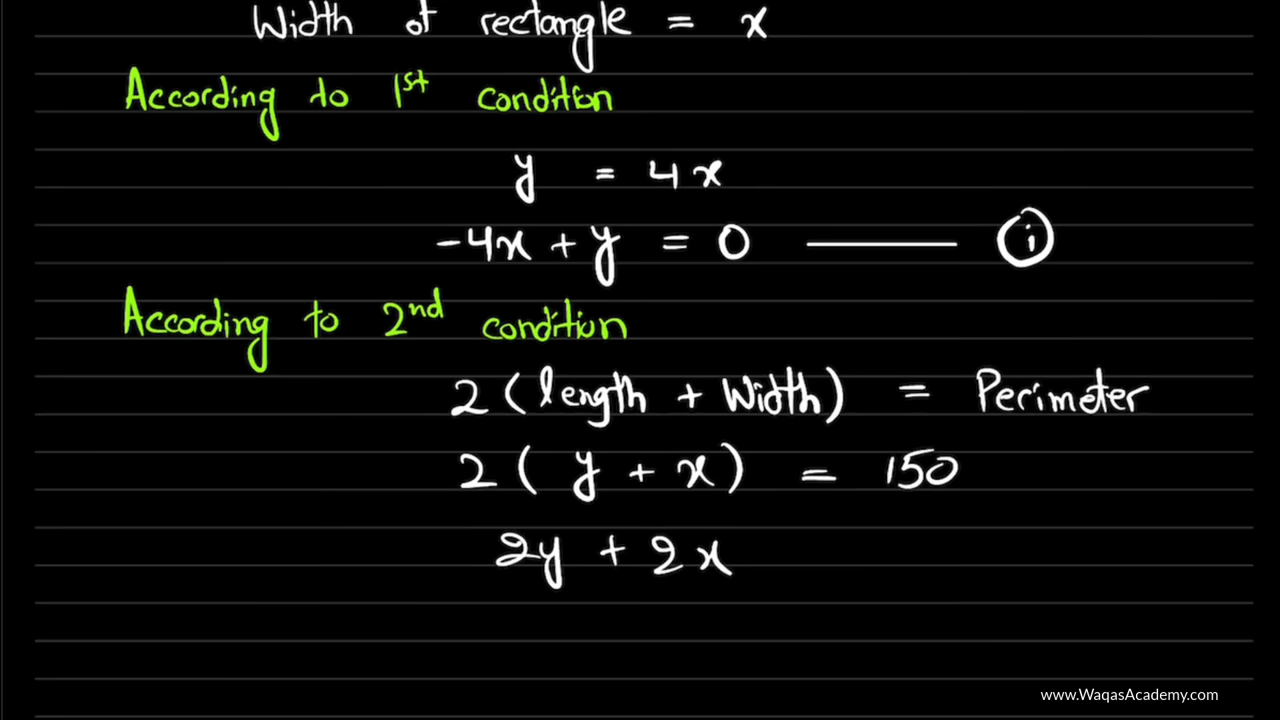 Width of rectangle = x
According to 1st condition
y = 4x
-4x + y = 0 ——— (i)
According to 2nd condition
2 (length + Width) = Perimeter
2 ( y + x ) = 150
2y + 2x
www.WaqasAcademy.com